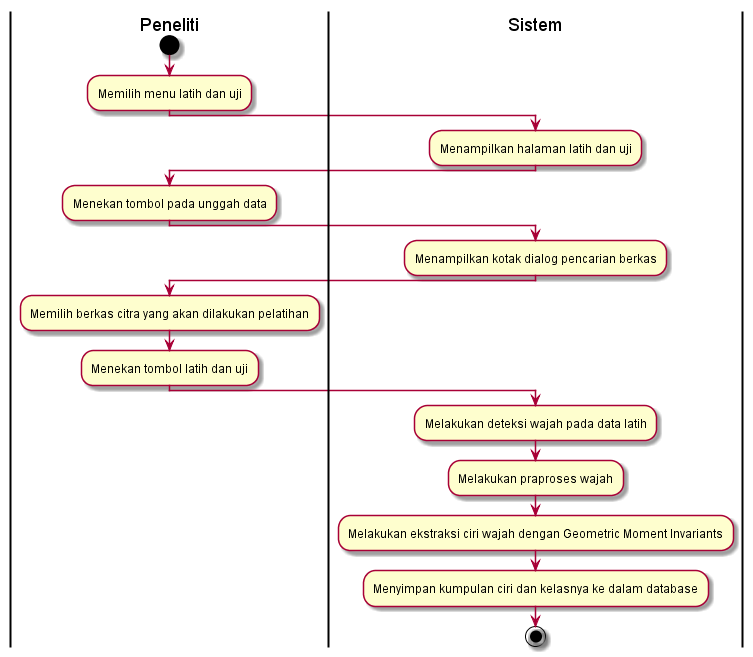 Peneliti
Sistem
Memilih menu latih dan uji
Menampilkan halaman latih dan uji
Menekan tombol pada unggah data
Menampilkan kotak dialog pencarian berkas
Memilih berkas citra yang akan dilakukan pelatihan
Menekan tombol latih dan uji
Melakukan deteksi wajah pada data latih
Melakukan praproses wajah
Melakukan ekstraksi ciri wajah dengan Geometric Moment Invariants
Menyimpan kumpulan ciri dan kelasnya ke dalam database